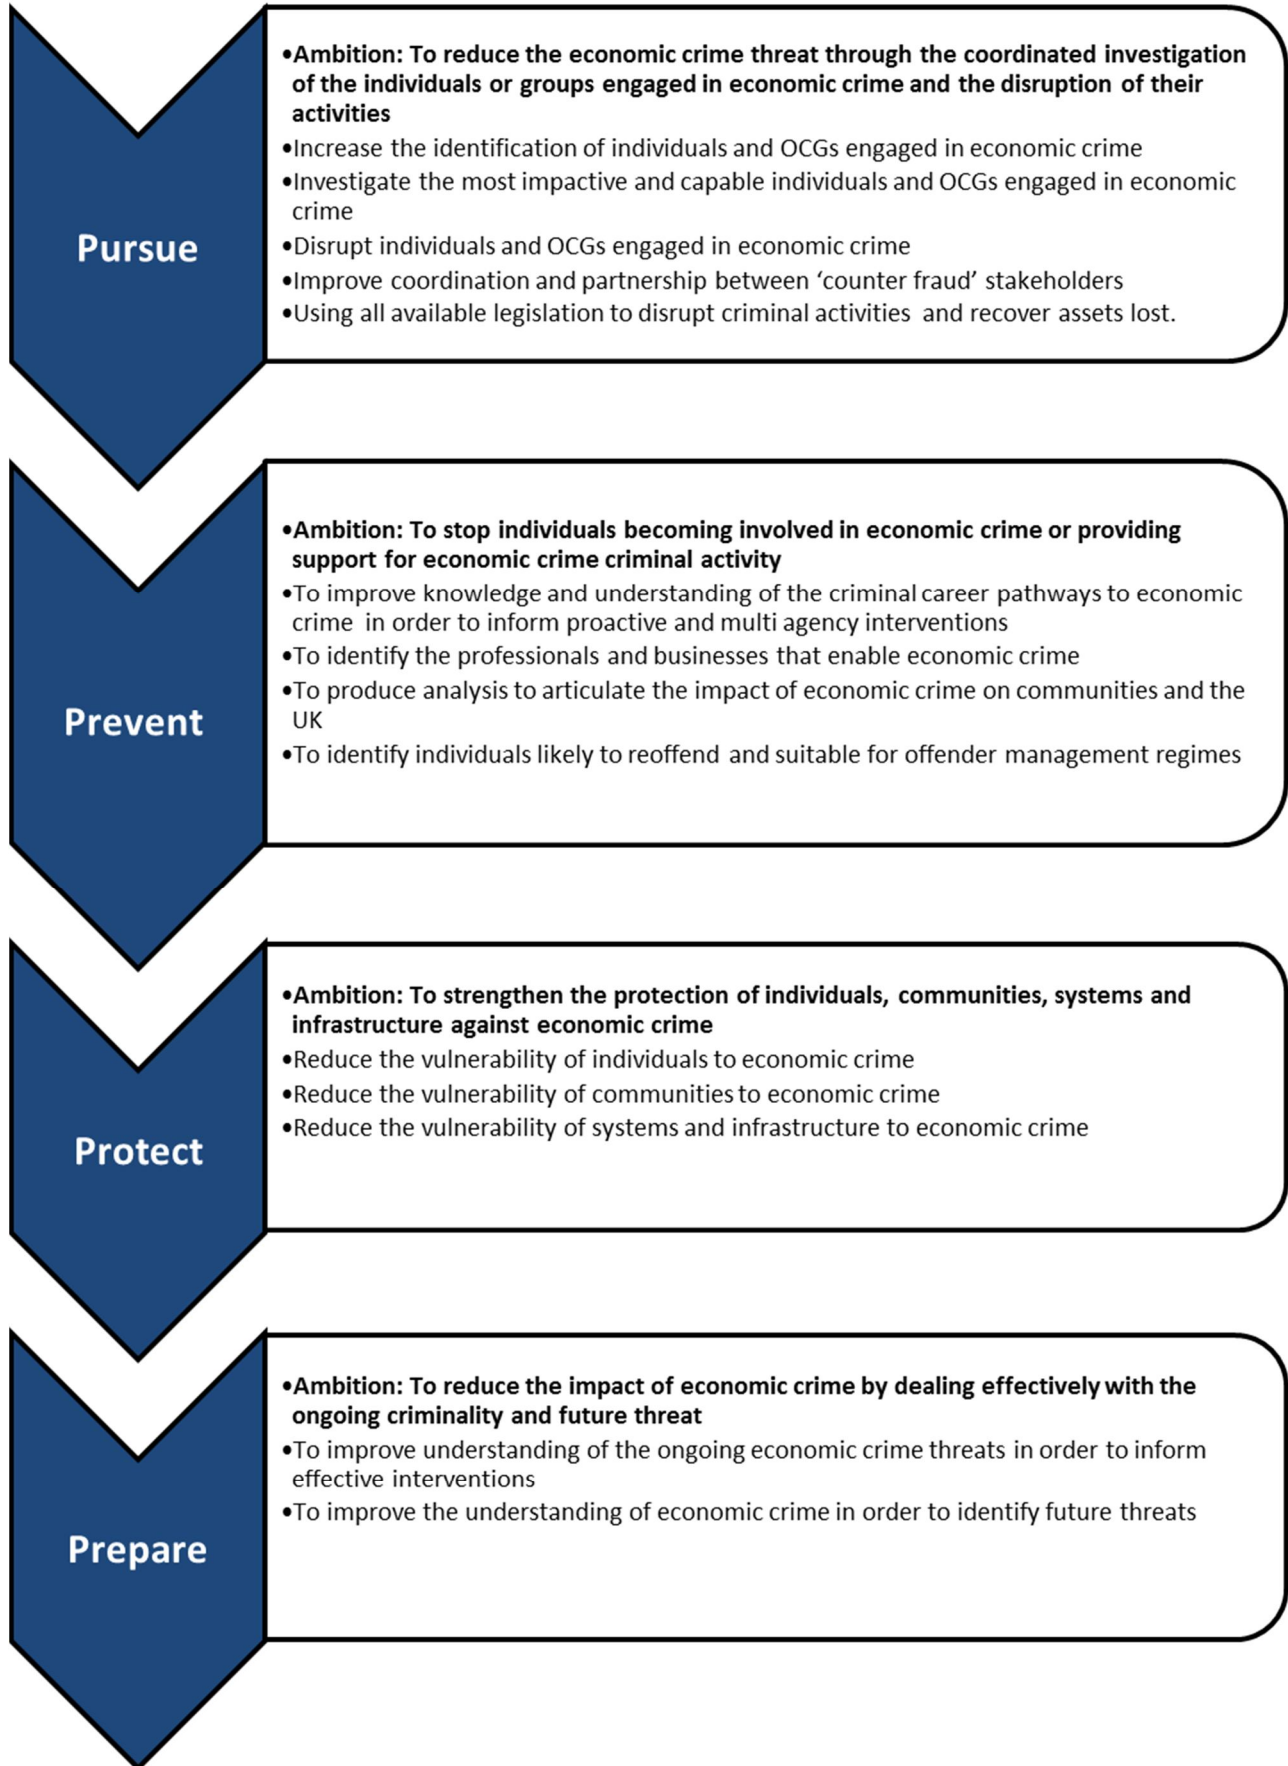 •Ambition: To reduce the economic crime threat through the coordinated investigation
of the individuals or groups engaged in economic crime and the disruption of their
activities
•Increase the identification of individuals and OCGs engaged in economic crime
•Investigate the most impactive and capable individuals and OCGs engaged in economic
crime
Pursue
•Disrupt individuals and OCGs engaged in economic crime
•Improve coordination and partnership between ‘counter fraud’ stakeholders
•Using all available legislation to disrupt criminal activities and recover assets lost.
•Ambition: To stop individuals becoming involved in economic crime or providing
support for economic crime criminal activity
•To improve knowledge and understanding of the criminal career pathways to economic
crime in order to inform proactive and multi agency interventions
•To identify the professionals and businesses that enable economic crime
•To produce analysis to articulate the impact of economic crime on communities and the
UK
Prevent
•To identify individuals likely to reoffend and suitable for offender management regimes
•Ambition: To strengthen the protection of individuals, communities, systems and
infrastructure against economic crime
•Reduce the vulnerability of individuals to economic crime
•Reduce the vulnerability of communities to economic crime
•Reduce the vulnerability of systems and infrastructure to economic crime
Protect
•Ambition: To reduce the impact of economic crime by dealing effectively with the
ongoing criminality and future threat
•To improve understanding of the ongoing economic crime threats in order to inform
effective interventions
•To improve the understanding of economic crime in order to identify future threats
Prepare